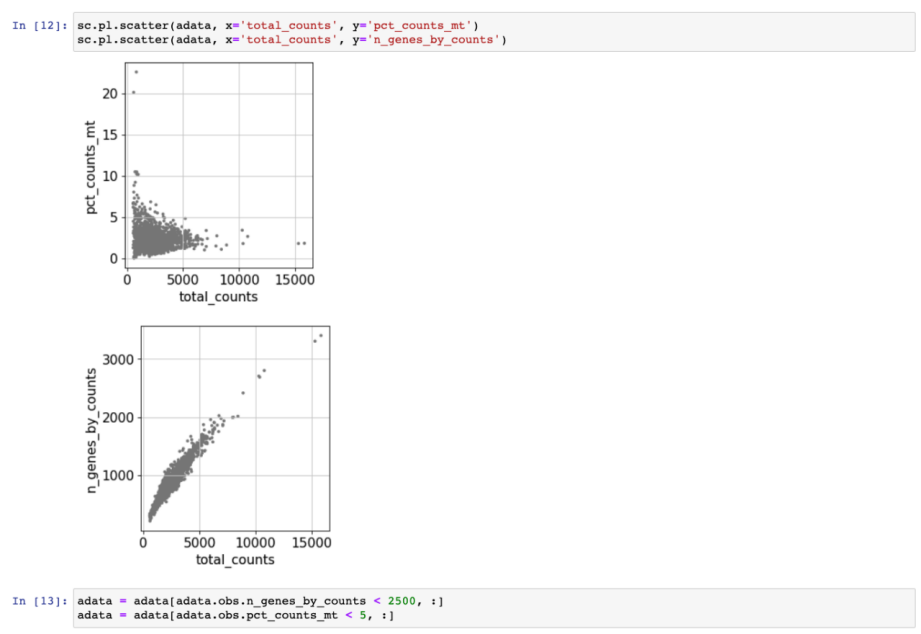 In [12]: sc.pl.scatter(adata, x='total_counts', y='pct_counts_mt')
sc.pl.scatter(adata, x='total_counts', y='n_genes_by_counts')
20
15
10
5
0
pct_counts_mt
0 5000 10000 15000
total_counts
3000
2000
1000
n_genes_by_counts
0 5000 10000 15000
total_counts
In [13]: adata = adata[adata.obs.n_genes_by_counts < 2500, :]
adata = adata[adata.obs.pct_counts_mt < 5, :]